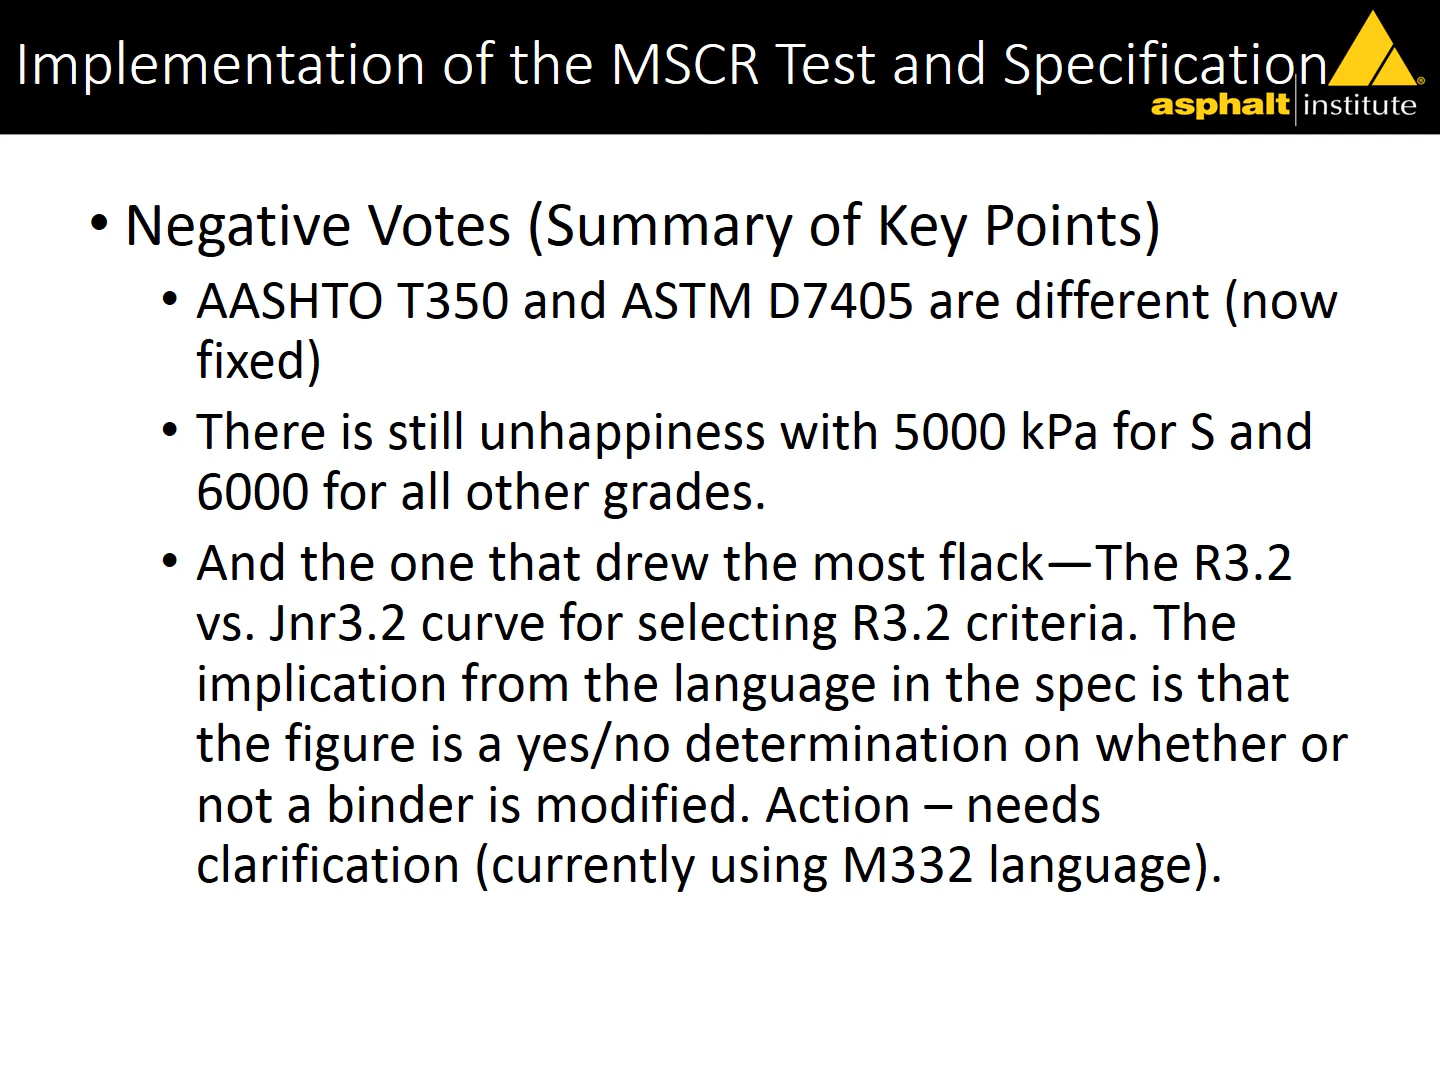 Implementation of the MSCR Test and Specification
asphalt institute
• Negative Votes (Summary of Key Points)
• AASHTO T350 and ASTM D7405 are different (now
fixed)
• There is still unhappiness with 5000 kPa for S and
6000 for all other grades.
• And the one that drew the most flack—The R3.2
vs. Jnr3.2 curve for selecting R3.2 criteria. The
implication from the language in the spec is that
the figure is a yes/no determination on whether or
not a binder is modified. Action – needs
clarification (currently using M332 language).